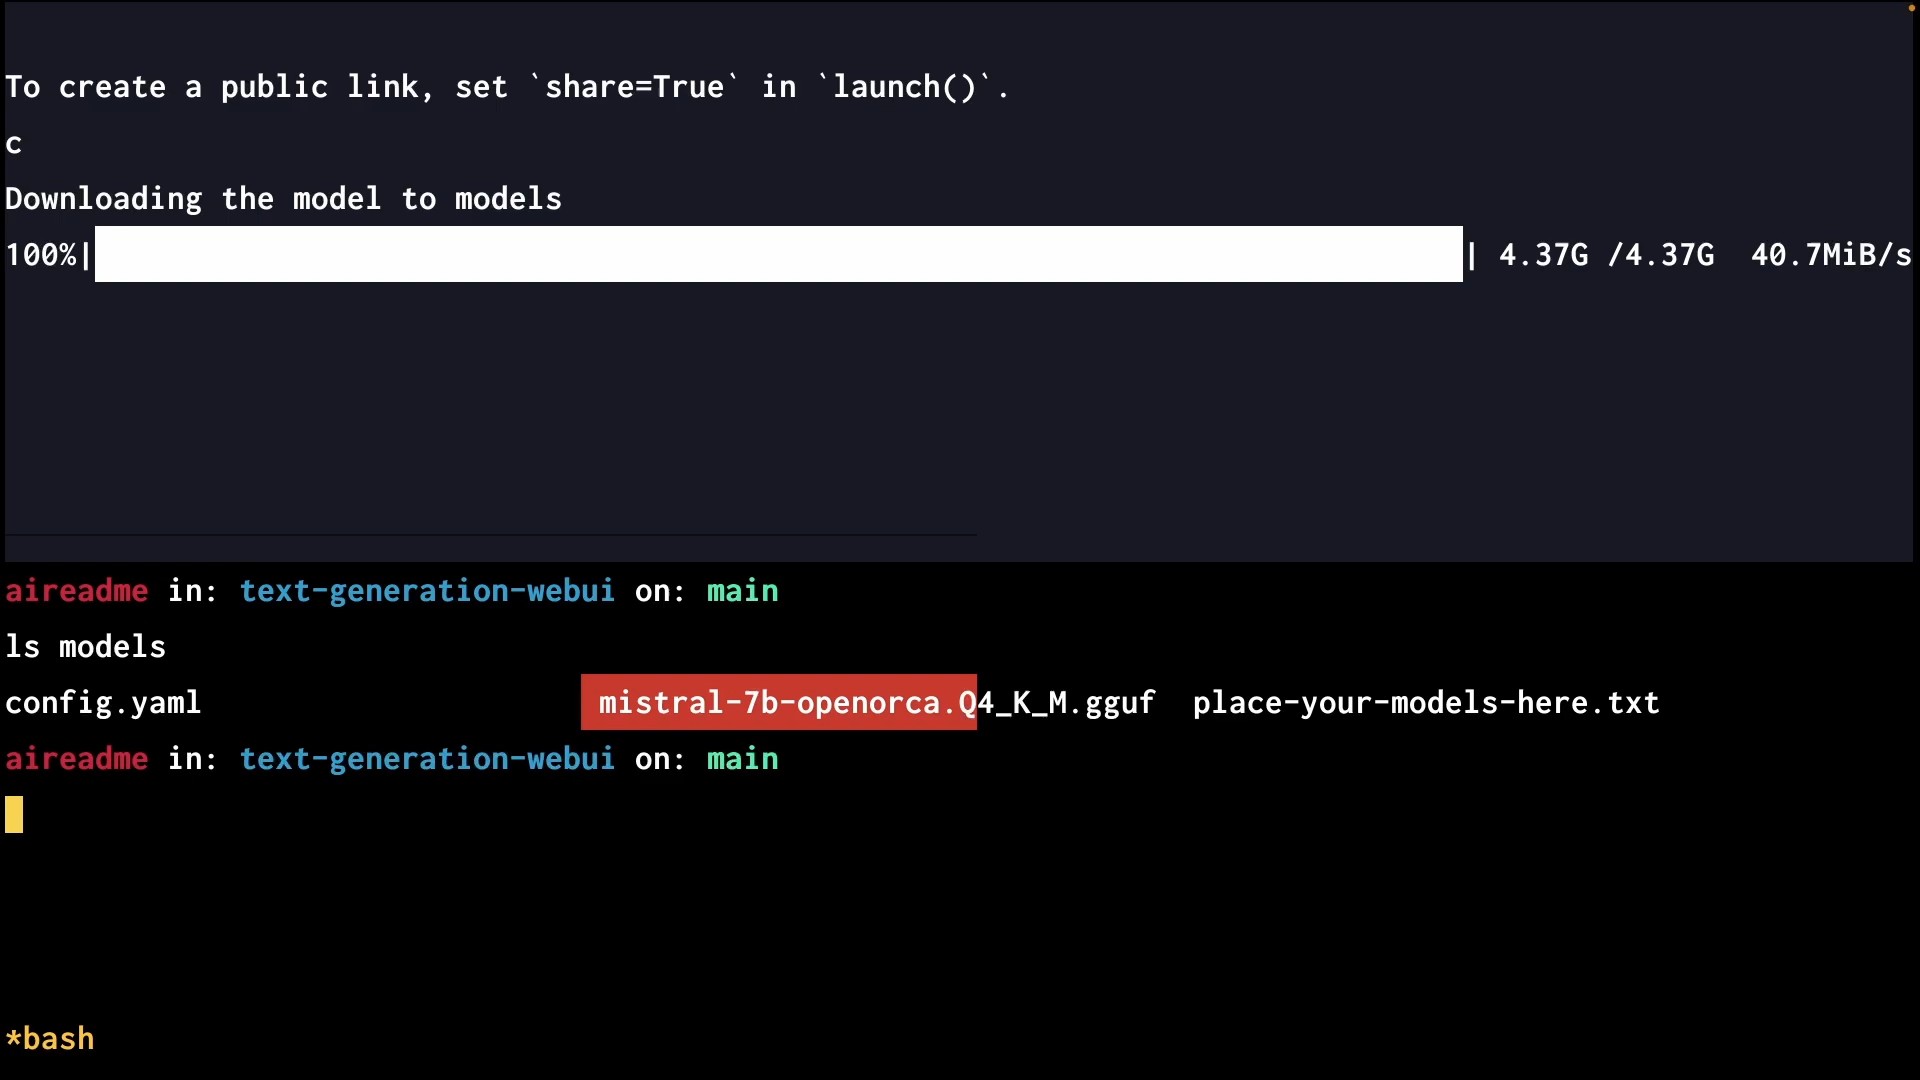 To create a public link, set `share=True` in `launch()`.
c
Downloading the model to models
100%| | 4.37G /4.37G 40.7MiB/s
aireadme in: text-generation-webui on: main
ls models
config.yaml mistral-7b-openorca.Q4_K_M.gguf place-your-models-here.txt
aireadme in: text-generation-webui on: main
*bash